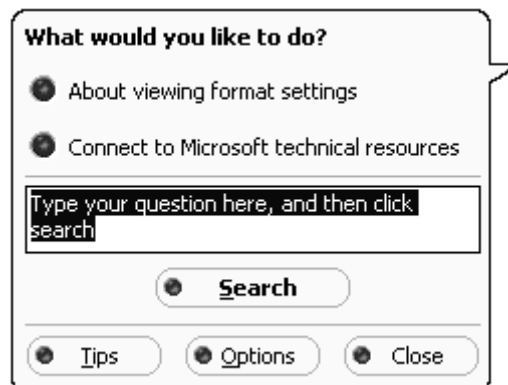 What would you like to do?
About viewing format settings
Connect to Microsoft technical resources
Type your question here, and then click
search
Search
Tips Options Close